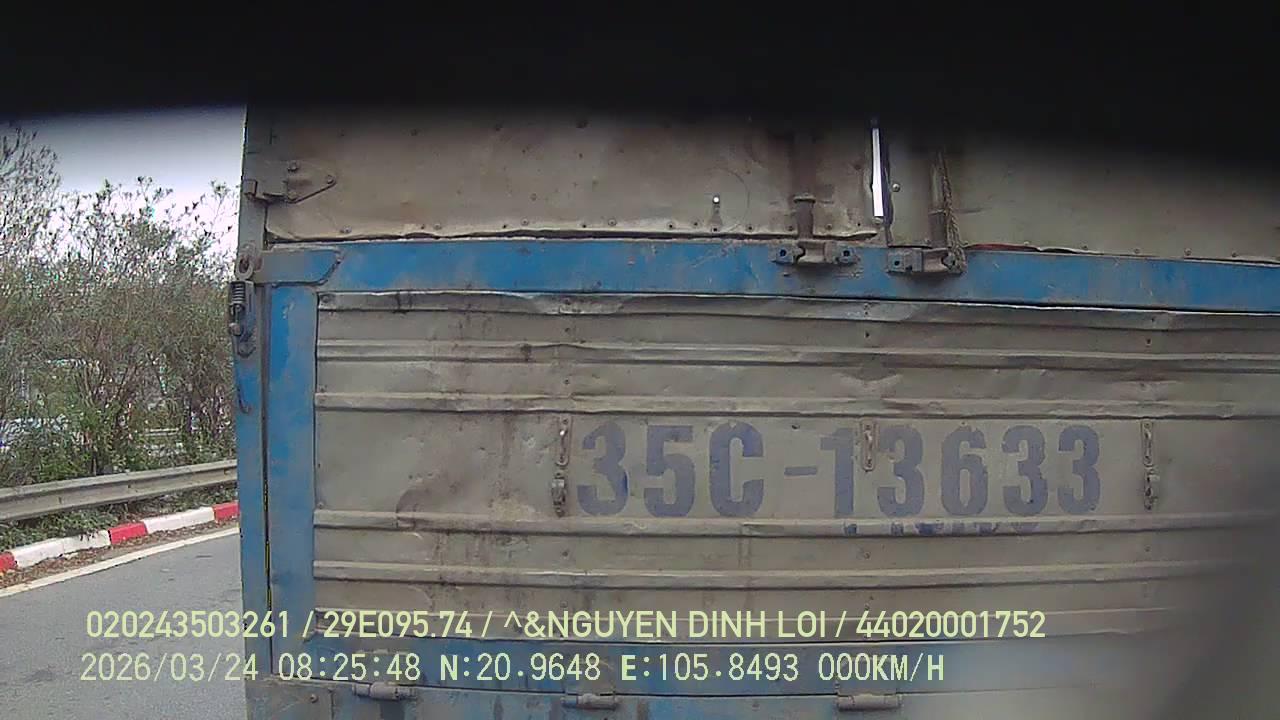 35C-13633
020243503261 / 29E095.74 / ^&NGUYEN DINH LOI / 44020001752
2026/03/24 08:25:48 N:20.9648 E:105.8493 000KM/H